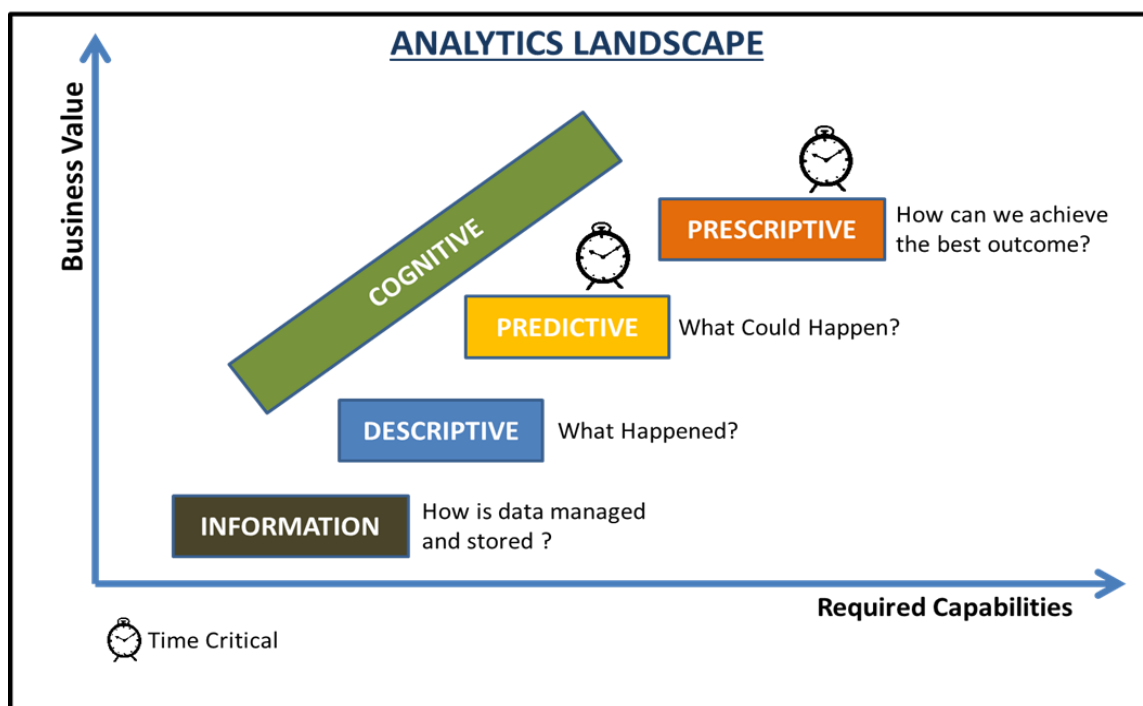 ANALYTICS LANDSCAPE
Business Value
COGNITIVE
PRESCRIPTIVE
How can we achieve
the best outcome?
PREDICTIVE
What Could Happen?
DESCRIPTIVE
What Happened?
INFORMATION
How is data managed
and stored ?
Required Capabilities
Time Critical